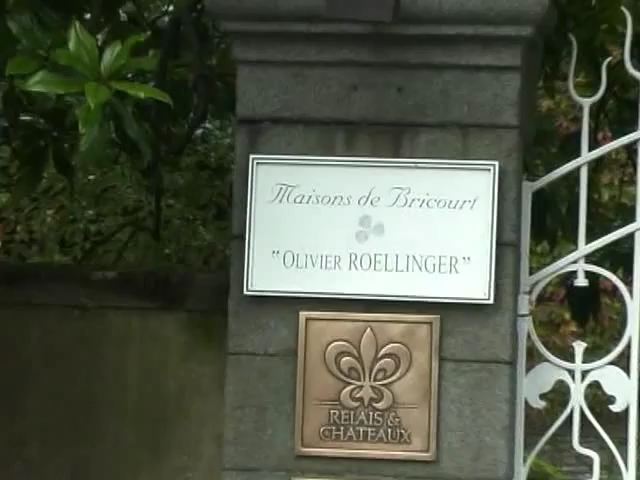 Maisons de Bricourt
"OLIVIER ROELLINGER"
RELAIS &
CHATEAUX